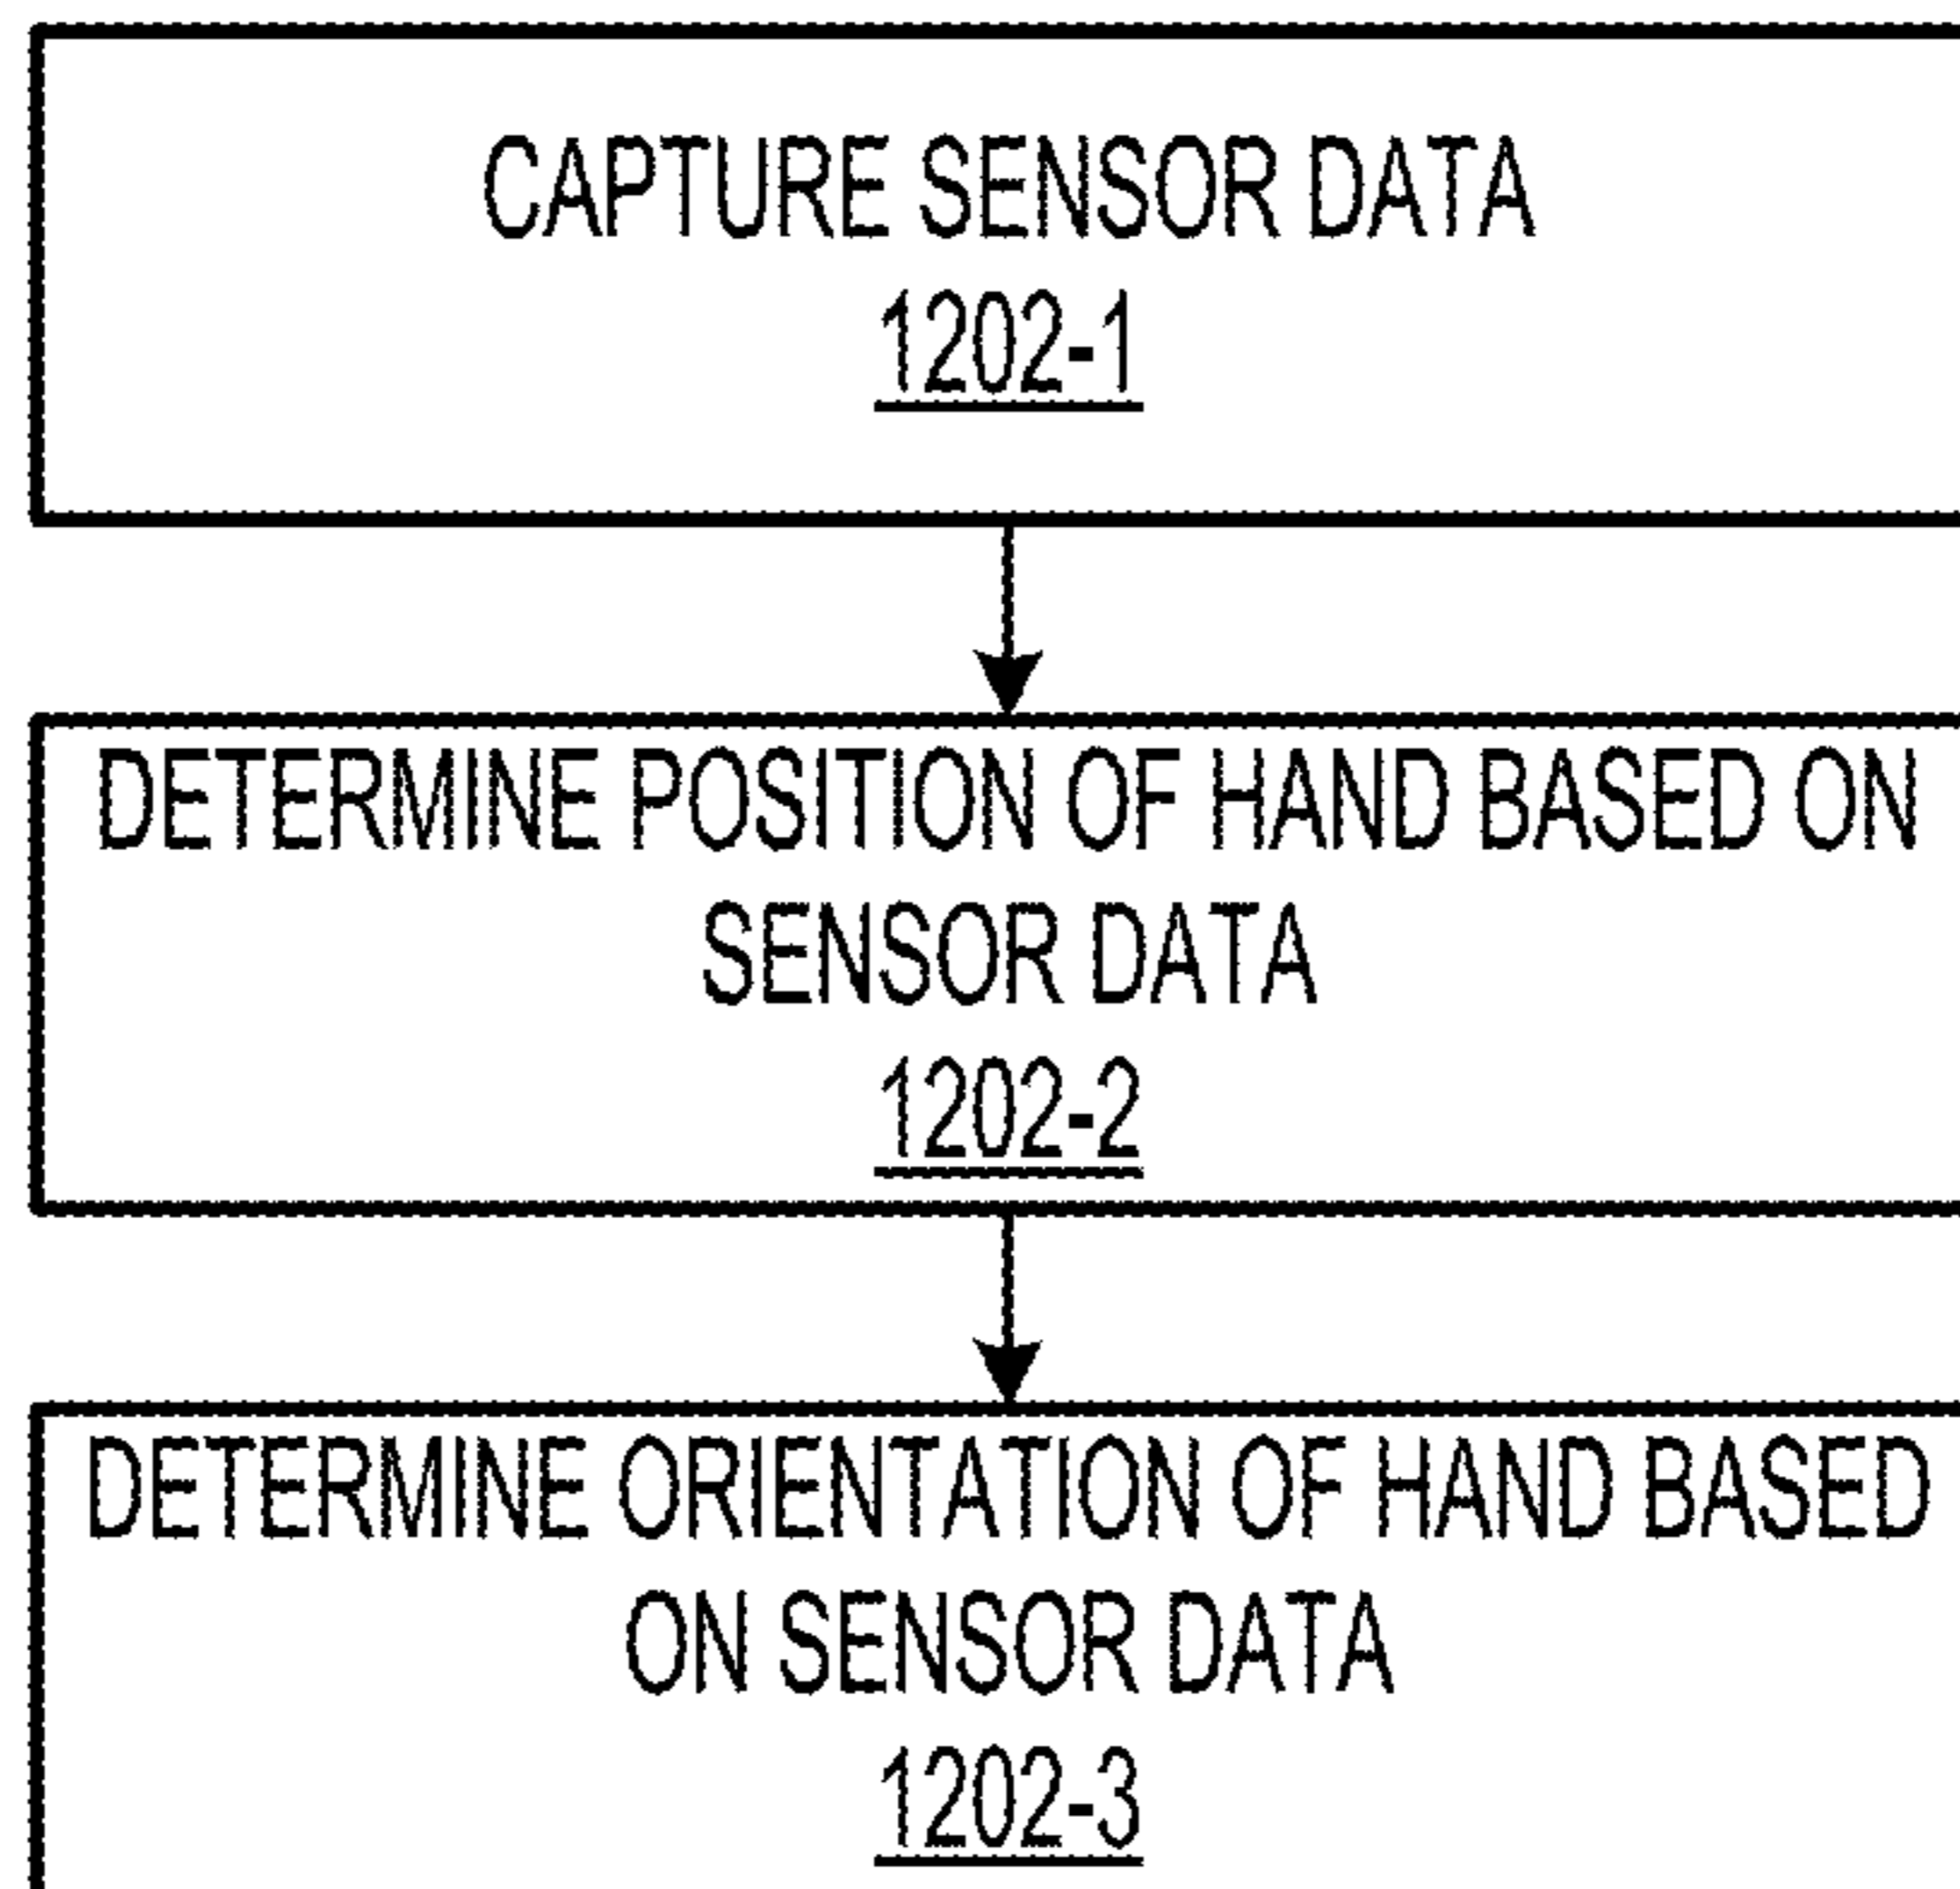 CAPTURE SENSOR DATA
1202-1
DETERMINE POSITION OF HAND BASED ON
SENSOR DATA
1202-2
DETERMINE ORIENTATION OF HAND BASED
ON SENSOR DATA
1202-3